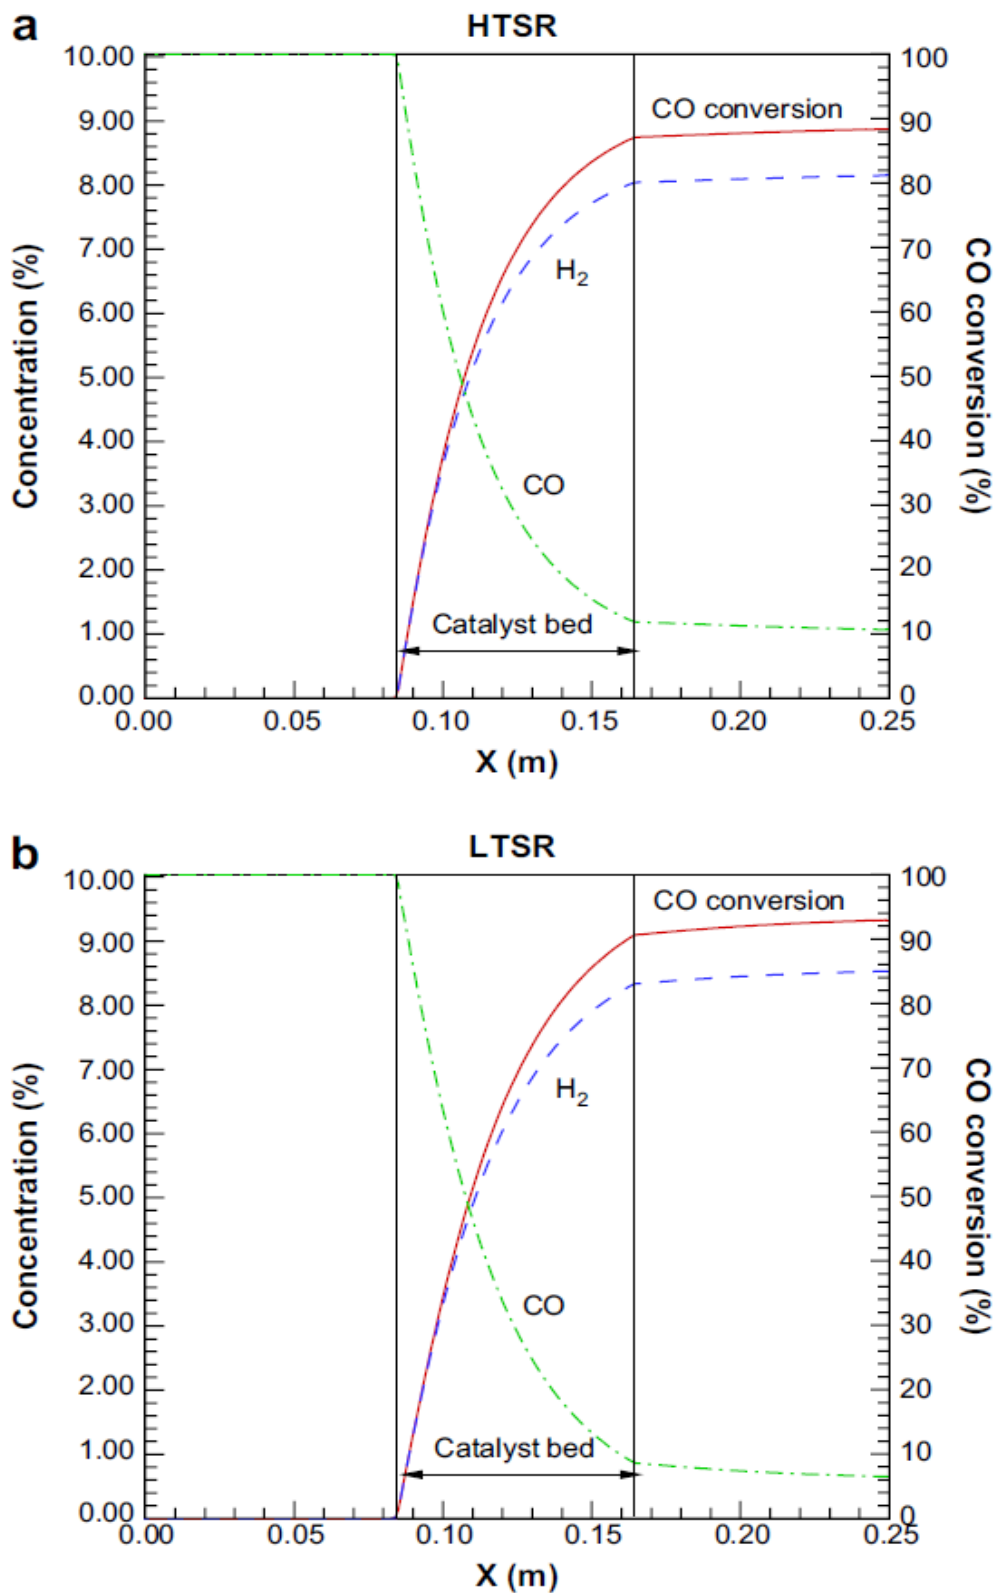 a
HTSR
10.00
9.00
8.00
7.00
6.00
5.00
4.00
3.00
2.00
1.00
0.00
Concentration (%)
100
90
80
70
60
50
40
30
20
10
0
CO conversion (%)
CO conversion
H2
CO
Catalyst bed
0.00 0.05 0.10 0.15 0.20 0.25
X (m)
b
LTSR
10.00
9.00
8.00
7.00
6.00
5.00
4.00
3.00
2.00
1.00
0.00
Concentration (%)
100
90
80
70
60
50
40
30
20
10
0
CO conversion (%)
CO conversion
H2
CO
Catalyst bed
0.00 0.05 0.10 0.15 0.20 0.25
X (m)